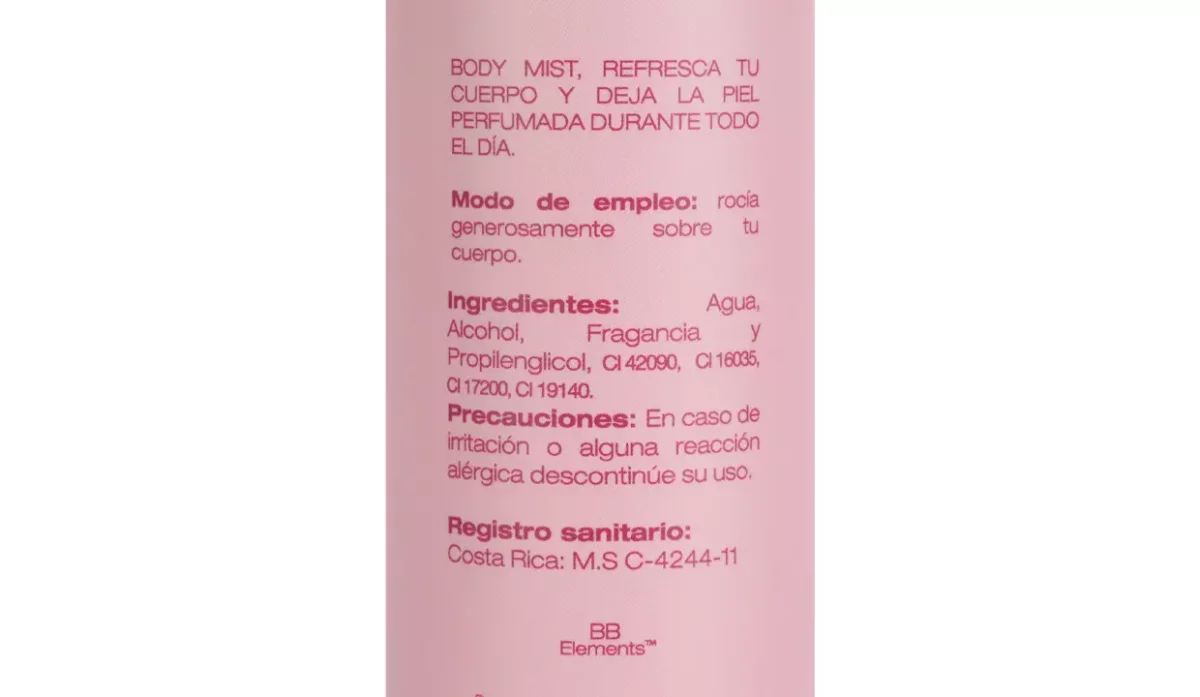 BODY MIST, REFRESCA TU
CUERPO Y DEJA LA PIEL
PERFUMADA DURANTE TODO
EL DÍA.
Modo de empleo: rocía
generosamente sobre tu
cuerpo.
Ingredientes: Agua,
Alcohol, Fragancia y
Propilenglicol, CI 42090, CI 16035,
CI 17200, CI 19140.
Precauciones: En caso de
irritación o alguna reacción
alérgica descontinúe su uso.
Registro sanitario:
Costa Rica: M.S C-4244-11
BB
Elements™